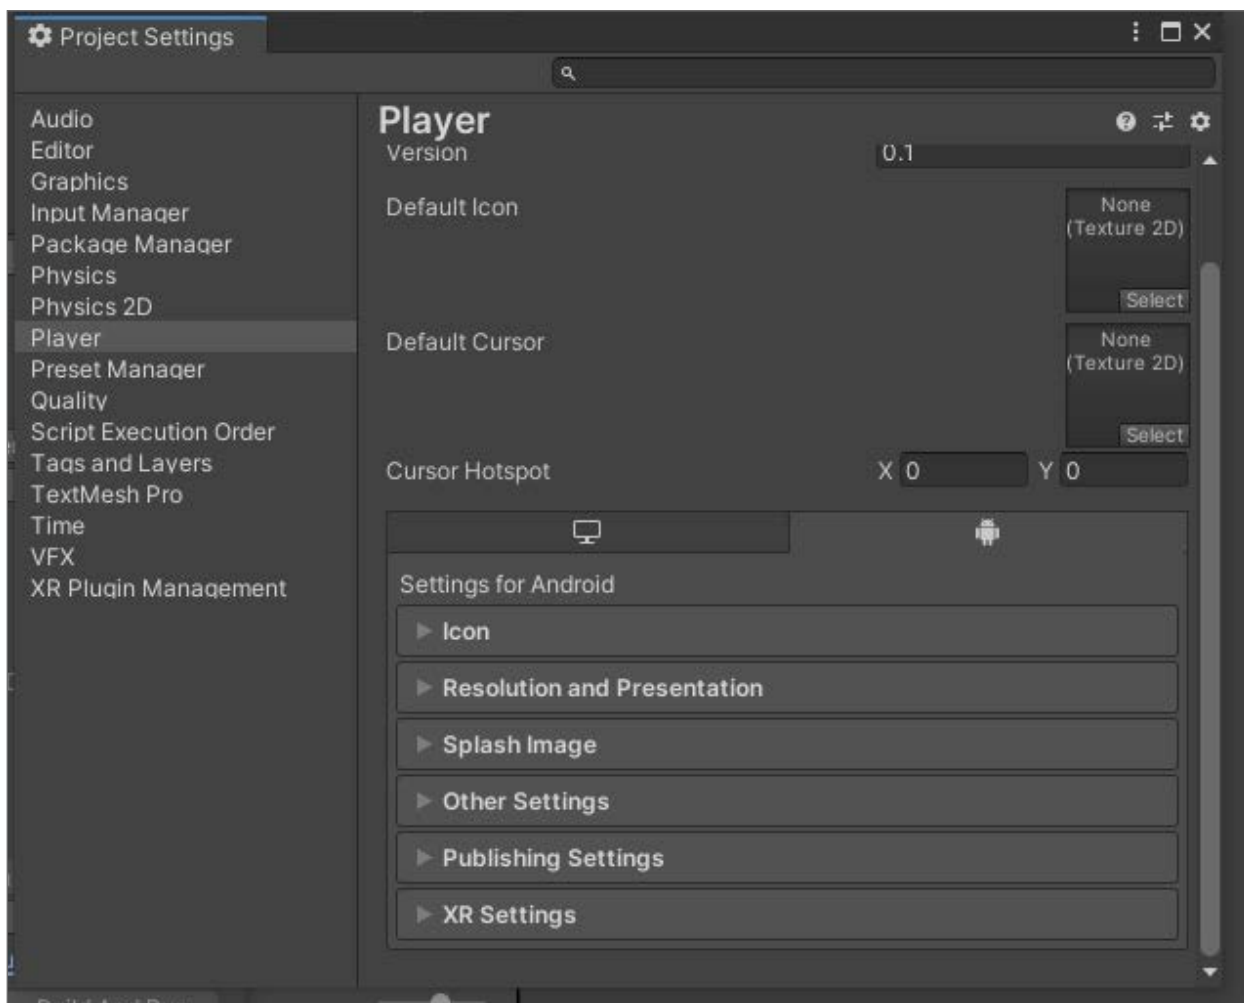 Project Settings
Audio
Editor
Graphics
Input Manager
Package Manager
Physics
Physics 2D
Player
Preset Manager
Quality
Script Execution Order
Tags and Layers
TextMesh Pro
Time
VFX
XR Plugin Management
Player
Version 0.1
Default Icon
None
(Texture 2D)
Select
Default Cursor
None
(Texture 2D)
Select
Cursor Hotspot X 0 Y 0
Settings for Android
Icon
Resolution and Presentation
Splash Image
Other Settings
Publishing Settings
XR Settings